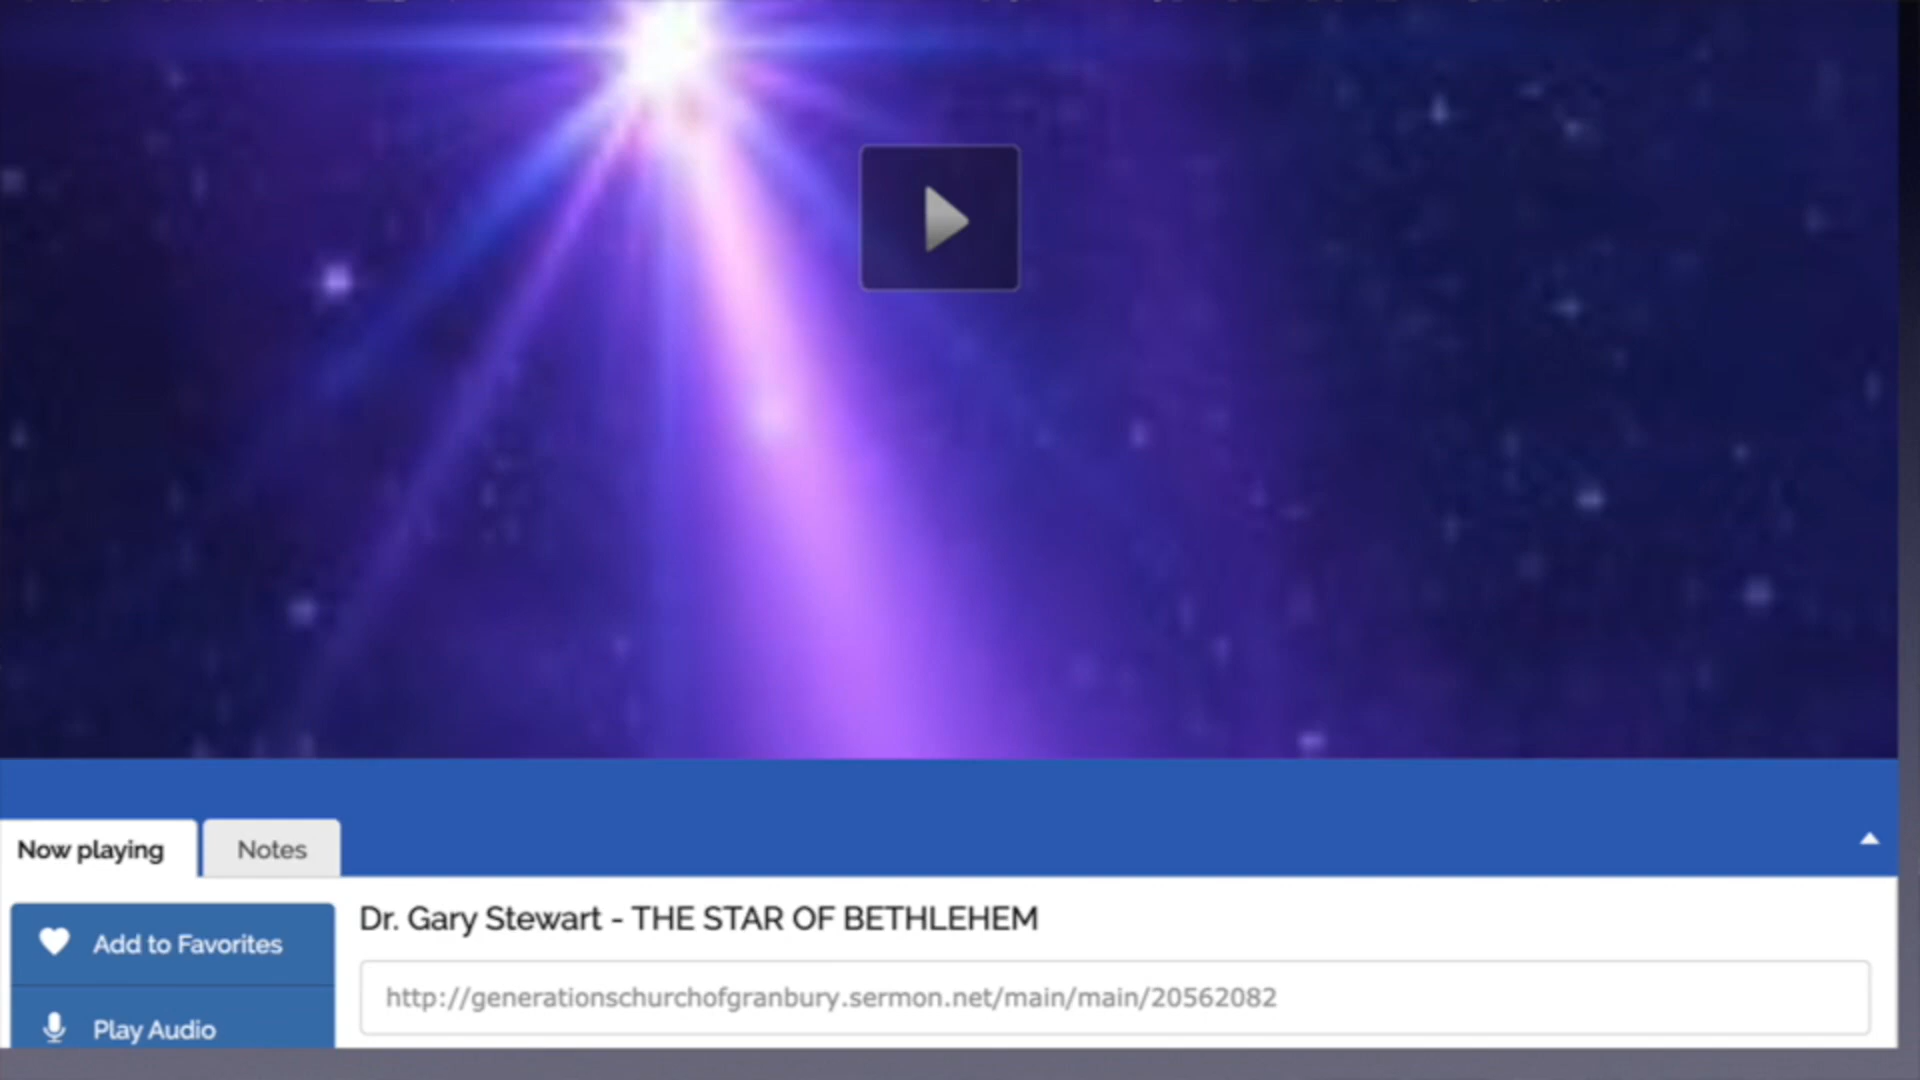 Now playing
Notes
Add to Favorites
Play Audio
Dr. Gary Stewart - THE STAR OF BETHLEHEM
http://generationschurchofgranbury.sermon.net/main/main/20562082